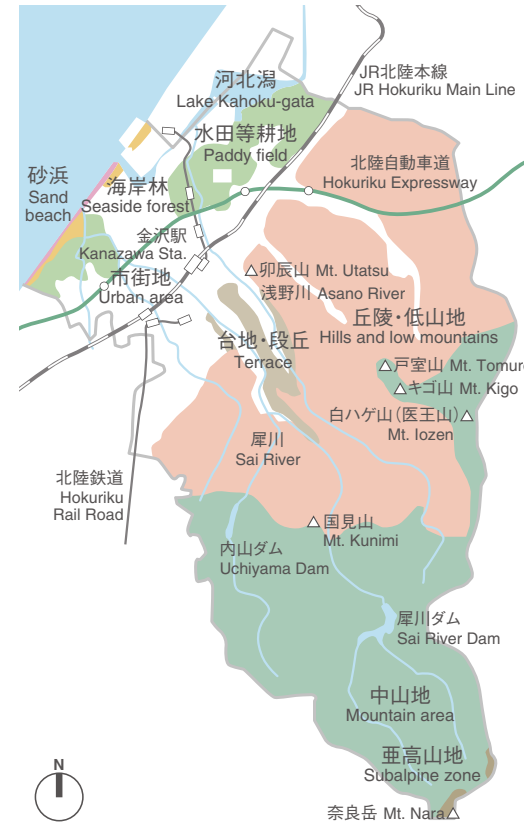 河北潟
Lake Kahoku-gata
JR北陸本線
JR Hokuriku Main Line
水田等耕地
Paddy field
北陸自動車道
Hokuriku Expressway
砂浜
Sand
beach
海岸林
Seaside forest
金沢駅
Kanazawa Sta.
市街地
Urban area
卯辰山 Mt. Utatsu
浅野川 Asano River
丘陵・低山地
Hills and low mountains
台地・段丘
Terrace
戸室山 Mt. Tomuro
キゴ山 Mt. Kigo
白ハゲ山(医王山)
Mt. Iozen
犀川
Sai River
北陸鉄道
Hokuriku
Rail Road
国見山
Mt. Kunimi
内山ダム
Uchiyama Dam
犀川ダム
Sai River Dam
中山地
Mountain area
亜高山地
Subalpine zone
奈良岳 Mt. Nara
N